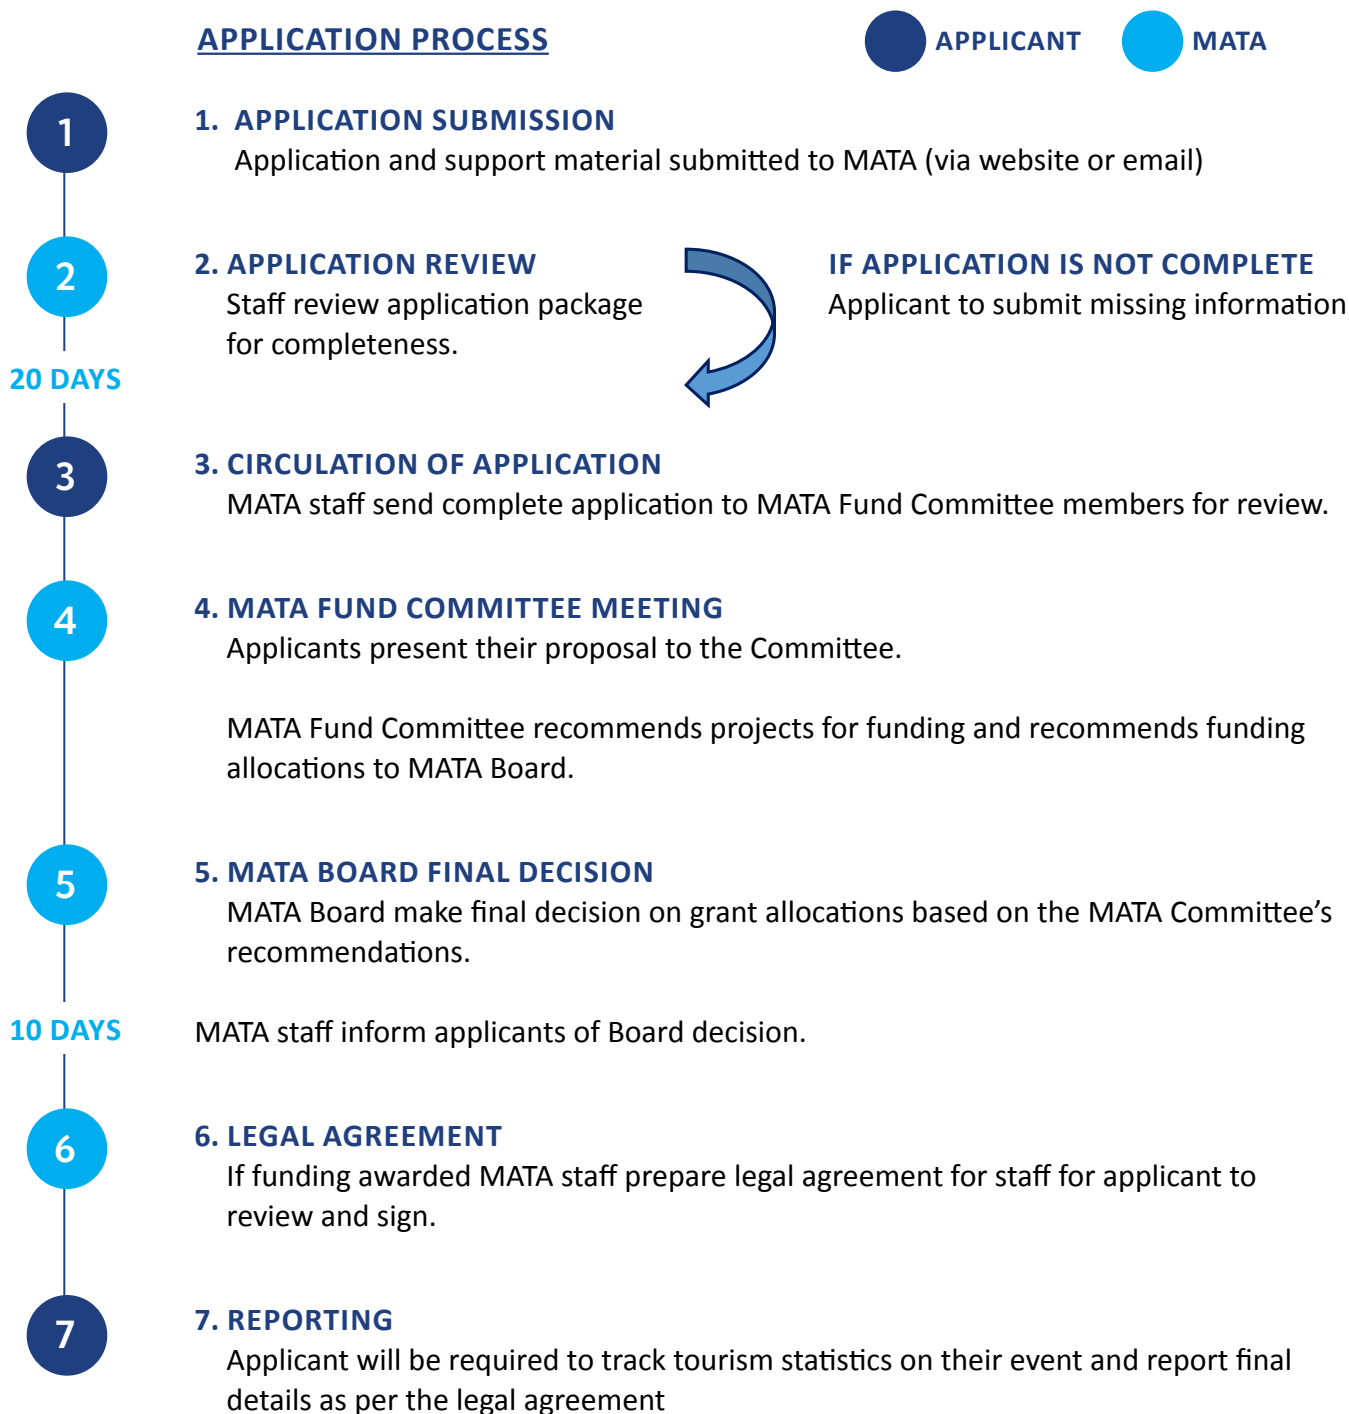 APPLICATION PROCESS
APPLICANT
MATA
1
1. APPLICATION SUBMISSION
Application and support material submitted to MATA (via website or email)
2
2. APPLICATION REVIEW
Staff review application package
for completeness.
IF APPLICATION IS NOT COMPLETE
Applicant to submit missing information
20 DAYS
3
3. CIRCULATION OF APPLICATION
MATA staff send complete application to MATA Fund Committee members for review.
4
4. MATA FUND COMMITTEE MEETING
Applicants present their proposal to the Committee.
MATA Fund Committee recommends projects for funding and recommends funding
allocations to MATA Board.
5
5. MATA BOARD FINAL DECISION
MATA Board make final decision on grant allocations based on the MATA Committee’s
recommendations.
10 DAYS
MATA staff inform applicants of Board decision.
6
6. LEGAL AGREEMENT
If funding awarded MATA staff prepare legal agreement for staff for applicant to
review and sign.
7
7. REPORTING
Applicant will be required to track tourism statistics on their event and report final
details as per the legal agreement